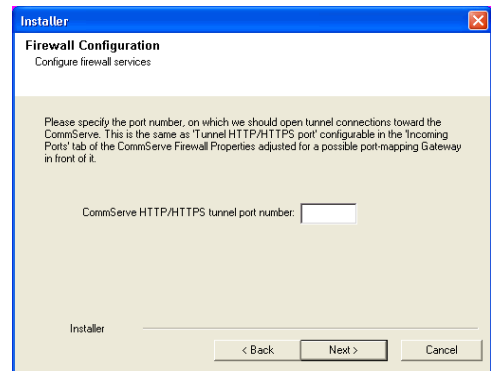 Installer
Firewall Configuration
Configure firewall services
Please specify the port number, on which we should open tunnel connections toward the
CommServe. This is the same as 'Tunnel HTTP/HTTPS port' configurable in the 'Incoming
Ports' tab of the CommServe Firewall Properties adjusted for a possible port-mapping Gateway
in front of it.
CommServe HTTP/HTTPS tunnel port number:
Installer
< Back Next > Cancel